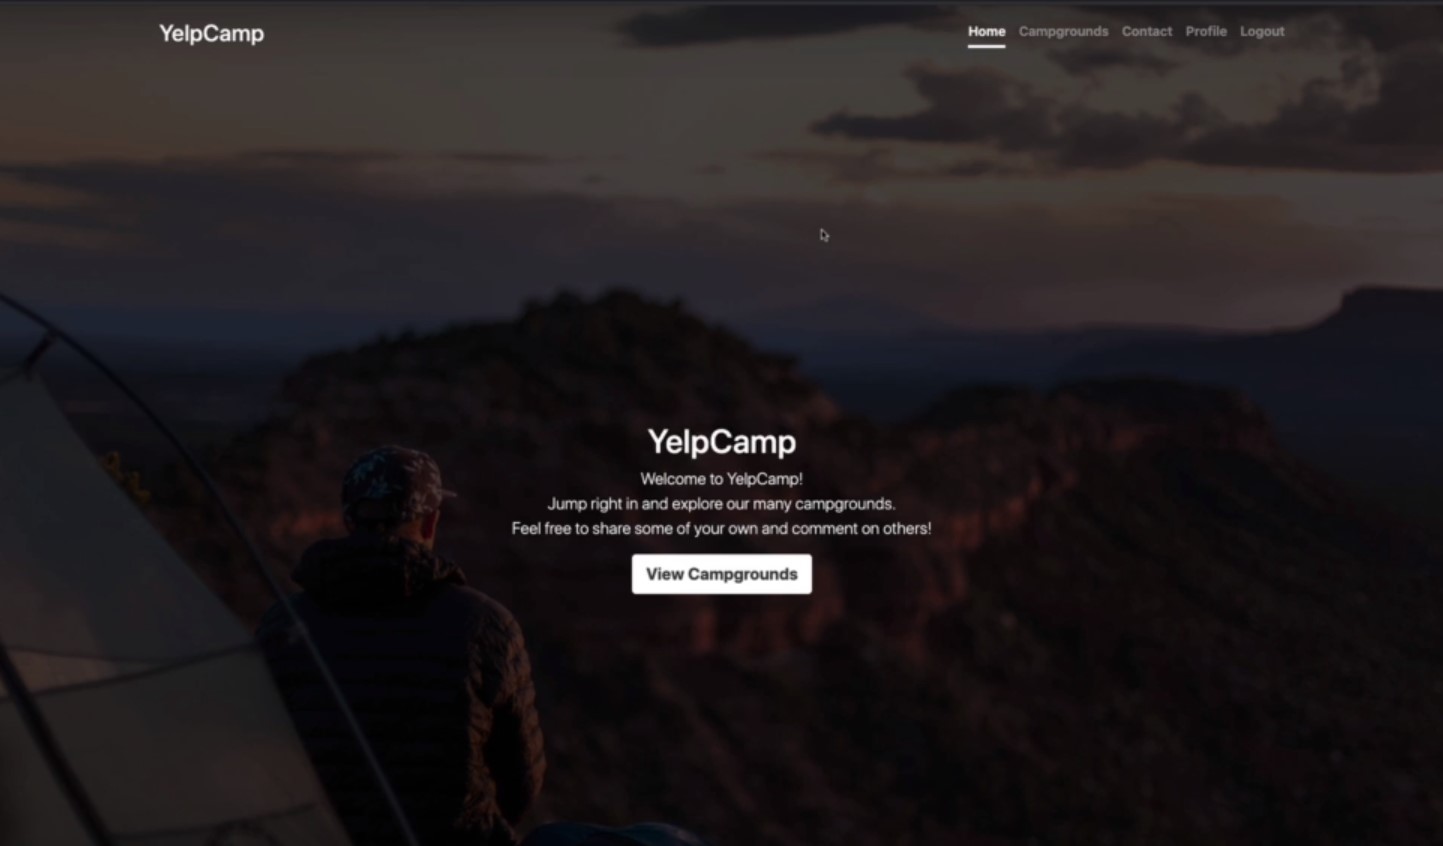 YelpCamp
Home Campgrounds Contact Profile Logout
YelpCamp
Welcome to YelpCamp!
Jump right in and explore our many campgrounds.
Feel free to share some of your own and comment on others!
View Campgrounds